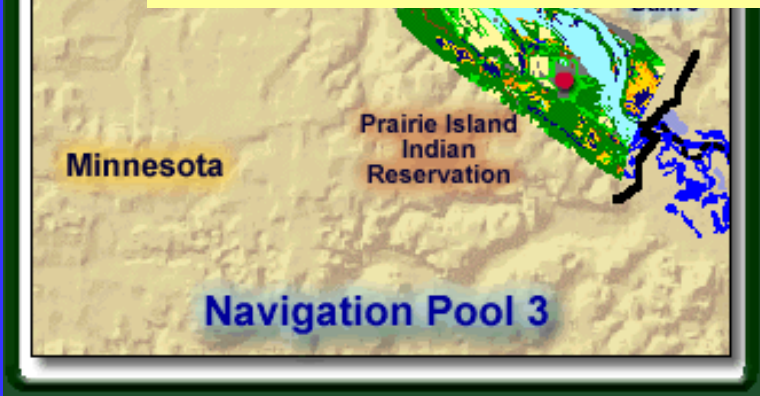 Prairie Island
Indian
Reservation
Minnesota
Navigation Pool 3